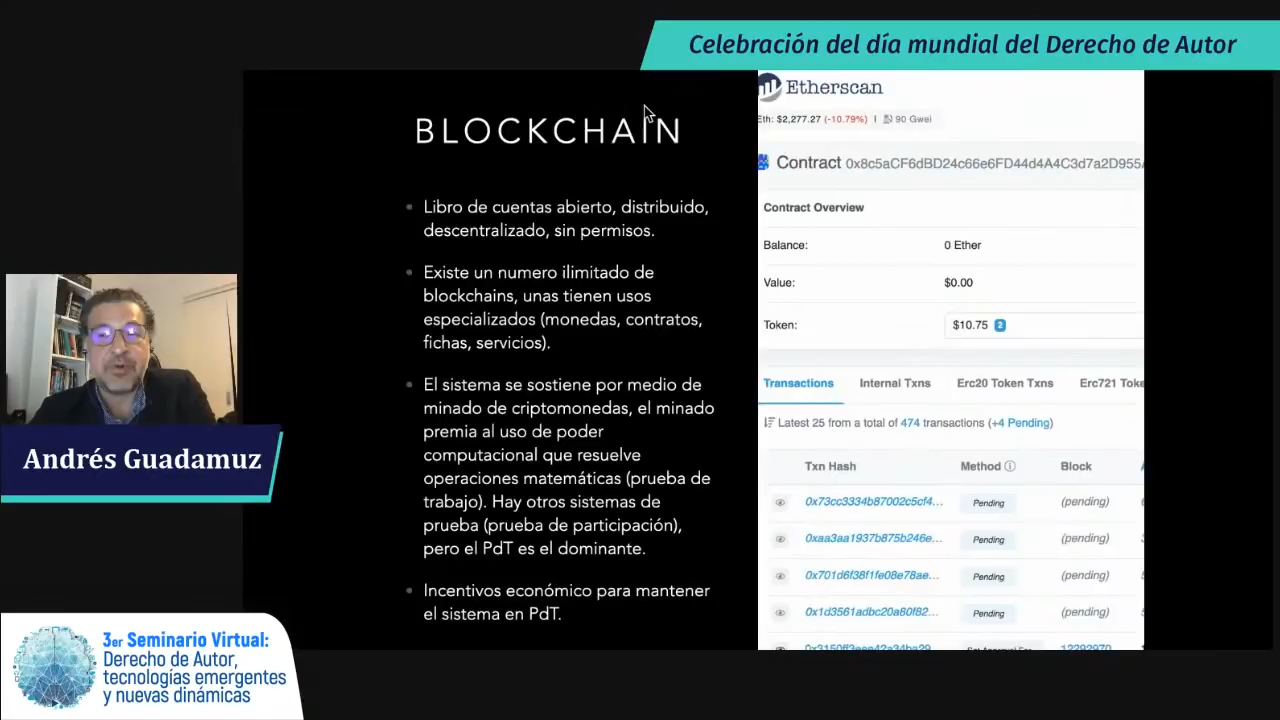 Celebración del día mundial del Derecho de Autor
BLOCKCHAIN
Libro de cuentas abierto, distribuido,
descentralizado, sin permisos.
Existe un numero ilimitado de
blockchains, unas tienen usos
especializados (monedas, contratos,
fichas, servicios).
El sistema se sostiene por medio de
minado de criptomonedas, el minado
premia al uso de poder
computacional que resuelve
operaciones matemáticas (prueba de
trabajo). Hay otros sistemas de
prueba (prueba de participación),
pero el PdT es el dominante.
Incentivos económico para mantener
el sistema en PdT.
Etherscan
Eth: $2,277.27 (-10.79%) | 90 Gwei
Contract 0x8c5aCF6dBD24c66e6FD44d4A4C3d7a2D955
Contract Overview
Balance: 0 Ether
Value: $0.00
Token: $10.75 2
Transactions Internal Txns Erc20 Token Txns Erc721 Toke
Latest 25 from a total of 474 transactions (+4 Pending)
Txn Hash Method Block
0x73cc3334b87002c5cf4... Pending (pending)
0xaa3aa1937b875b246e... Pending (pending)
0x701d6f38f1fe08e78ae... Pending (pending)
0x1d3561adbc20a80f82... Pending (pending)
12292970
Andrés Guadamuz
3er Seminario Virtual:
Derecho de Autor,
tecnologías emergentes
y nuevas dinámicas